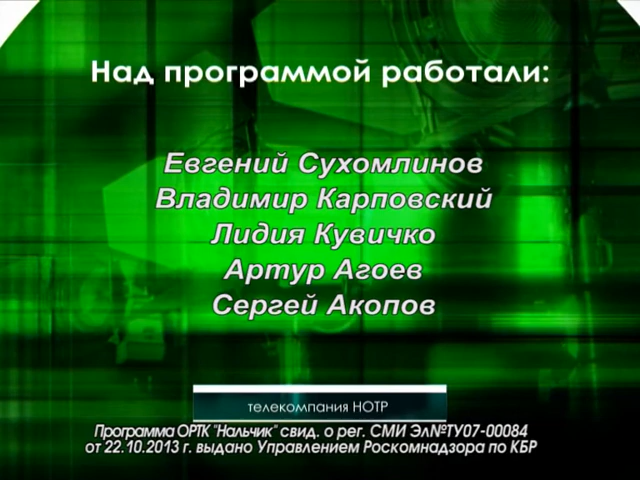 Над программой работали:
Евгений Сухомлинов
Владимир Карповский
Лидия Кувичко
Артур Агоев
Сергей Акопов
телекомпания НОТР
Программа ОРТК "Нальчик" свид. о рег. СМИ Эл№ТУ07-00084
от 22.10.2013 г. выдано Управлением Роскомнадзора по КБР